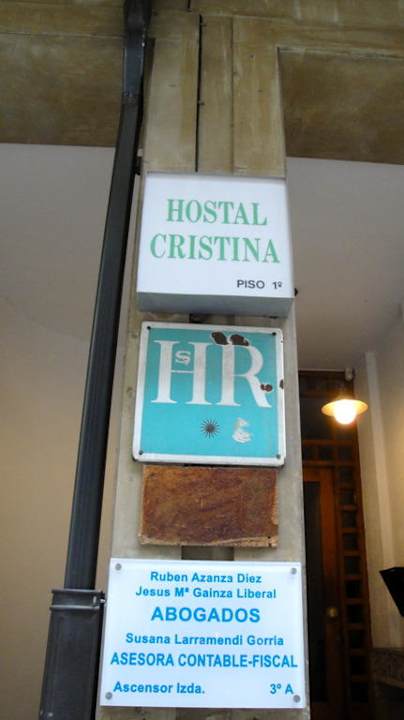 HOSTAL
CRISTINA
PISO 1º
HsR
Ruben Azanza Diez
Jesus Mª Gainza Liberal
ABOGADOS
Susana Larramendi Gorria
ASESORA CONTABLE-FISCAL
Ascensor Izda. 3º A